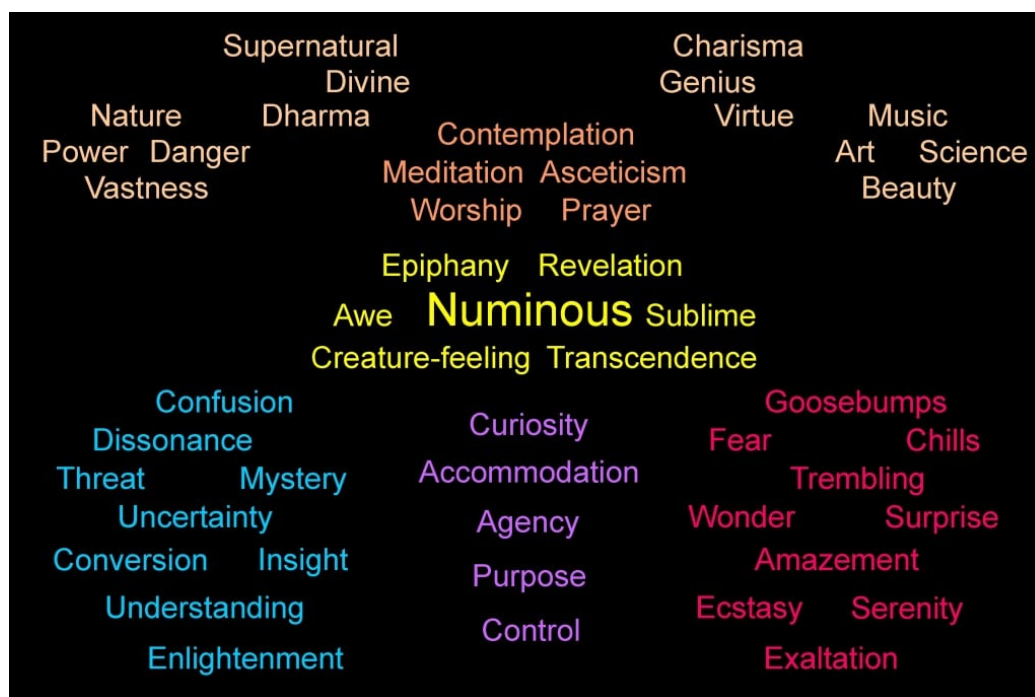 Supernatural
Divine
Nature Dharma
Power Danger
Vastness
Charisma
Genius
Virtue Music
Art Science
Beauty
Contemplation
Meditation Asceticism
Worship Prayer
Epiphany Revelation
Awe Numinous Sublime
Creature-feeling Transcendence
Confusion
Dissonance
Threat Mystery
Uncertainty
Conversion Insight
Understanding
Enlightenment
Curiosity
Accommodation
Agency
Purpose
Control
Goosebumps
Fear Chills
Trembling
Wonder Surprise
Amazement
Ecstasy Serenity
Exaltation